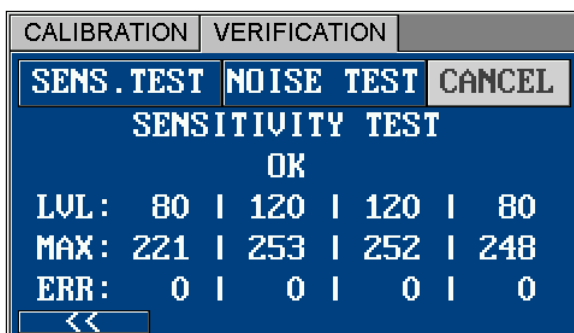 CALIBRATION VERIFICATION
SENS.TEST NOISE TEST CANCEL
SENSITIVITY TEST
OK
LVL: 80 | 120 | 120 | 80
MAX: 221 | 253 | 252 | 248
ERR: 0 | 0 | 0 | 0
<<